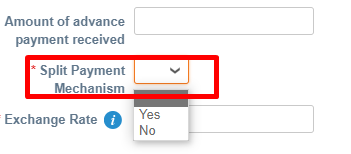 Amount of advance
payment received
* Split Payment
Mechanism
Yes
No
* Exchange Rate i